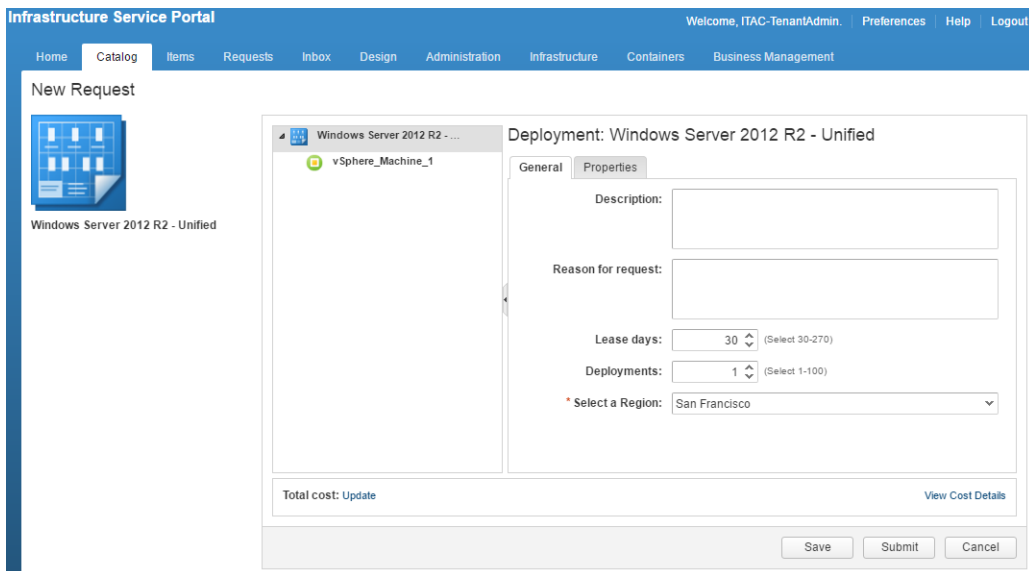 Infrastructure Service Portal
Welcome, ITAC-TenantAdmin. Preferences Help Logout
Home Catalog Items Requests Inbox Design Administration Infrastructure Containers Business Management
New Request
Windows Server 2012 R2 - Unified
Windows Server 2012 R2 - ...
vSphere_Machine_1
Deployment: Windows Server 2012 R2 - Unified
General Properties
Description:
Reason for request:
Lease days: 30 (Select 30-270)
Deployments: 1 (Select 1-100)
* Select a Region: San Francisco
Total cost: Update View Cost Details
Save Submit Cancel